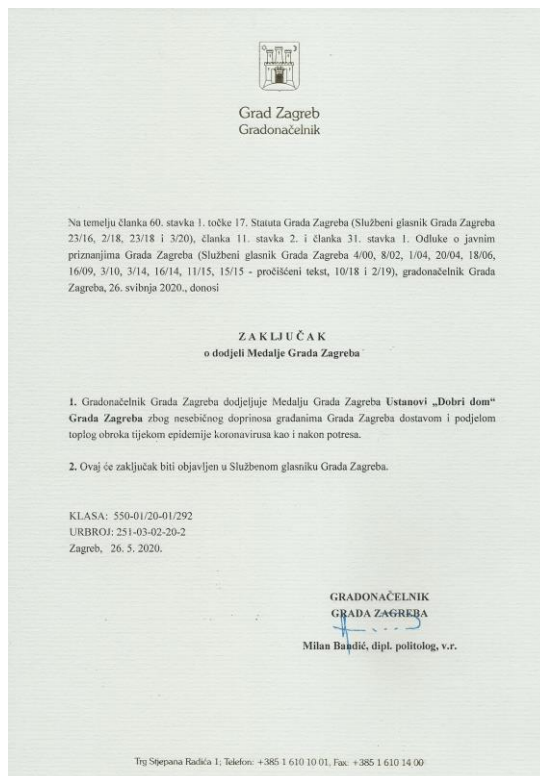 Grad Zagreb
Gradonačelnik
Na temelju članka 60. stavka 1. točke 17. Statuta Grada Zagreba (Službeni glasnik Grada Zagreba
23/16, 2/18, 23/18 i 3/20), članka 11. stavka 2. i članka 31. stavka 1. Odluke o javnim
priznanjima Grada Zagreba (Službeni glasnik Grada Zagreba 4/00, 8/02, 1/04, 20/04, 18/06,
16/09, 3/10, 3/14, 16/14, 11/15, 15/15 - pročišćeni tekst, 10/18 i 2/19), gradonačelnik Grada
Zagreba, 26. svibnja 2020., donosi
Z A K LJ U Č A K
o dodjeli Medalje Grada Zagreba
1. Gradonačelnik Grada Zagreba dodjeljuje Medalju Grada Zagreba Ustanovi „Dobri dom“
Grada Zagreba zbog nesebičnog doprinosa građanima Grada Zagreba dostavom i podjelom
toplog obroka tijekom epidemije koronavirusa kao i nakon potresa.
2. Ovaj će zaključak biti objavljen u Službenom glasniku Grada Zagreba.
KLASA: 550-01/20-01/292
URBROJ: 251-03-02-20-2
Zagreb, 26. 5. 2020.
GRADONAČELNIK
GRADA ZAGREBA
Milan Bandić, dipl. politolog, v.r.
Trg Stjepana Radića 1; Telefon: +385 1 610 10 01, Fax: +385 1 610 14 00